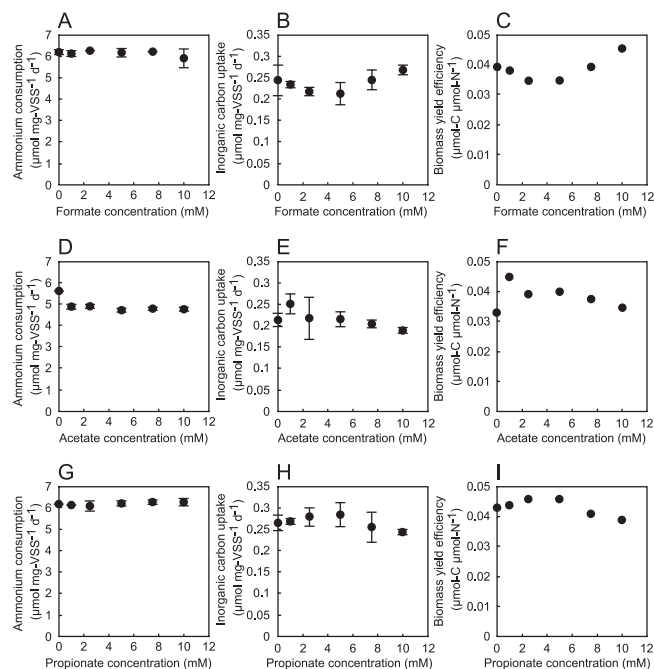 A
B
C
Ammonium consumption
(μmol mg-VSS⁻¹ d⁻¹)
7
6
5
4
3
2
1
0
0 2 4 6 8 10 12
Formate concentration (mM)
Inorganic carbon uptake
(μmol mg-VSS⁻¹ d⁻¹)
0.35
0.3
0.25
0.2
0.15
0.1
0.05
0
0 2 4 6 8 10 12
Formate concentration (mM)
Biomass yield efficiency
(μmol-C μmol-N⁻¹)
0.05
0.04
0.03
0.02
0.01
0
0 2 4 6 8 10 12
Formate concentration (mM)
D
E
F
Ammonium consumption
(μmol mg-VSS⁻¹ d⁻¹)
7
6
5
4
3
2
1
0
0 2 4 6 8 10 12
Acetate concentration (mM)
Inorganic carbon uptake
(μmol mg-VSS⁻¹ d⁻¹)
0.35
0.3
0.25
0.2
0.15
0.1
0.05
0
0 2 4 6 8 10 12
Acetate concentration (mM)
Biomass yield efficiency
(μmol-C μmol-N⁻¹)
0.05
0.04
0.03
0.02
0.01
0
0 2 4 6 8 10 12
Acetate concentration (mM)
G
H
I
Ammonium consumption
(μmol mg-VSS⁻¹ d⁻¹)
7
6
5
4
3
2
1
0
0 2 4 6 8 10 12
Propionate concentration (mM)
Inorganic carbon uptake
(μmol mg-VSS⁻¹ d⁻¹)
0.35
0.3
0.25
0.2
0.15
0.1
0.05
0
0 2 4 6 8 10 12
Propionate concentration (mM)
Biomass yield efficiency
(μmol-C μmol-N⁻¹)
0.05
0.04
0.03
0.02
0.01
0
0 2 4 6 8 10 12
Propionate concentration (mM)